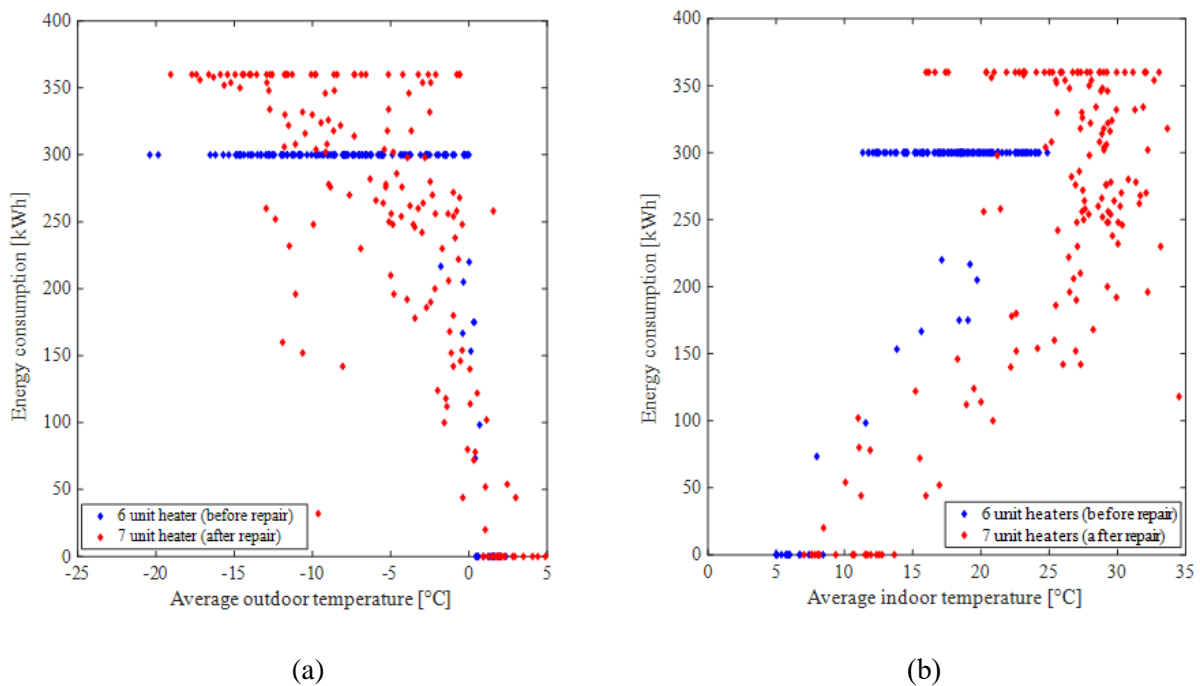 400
350
300
250
200
150
100
50
0
Energy consumption [kWh]
6 unit heater (before repair)
7 unit heater (after repair)
-25 -20 -15 -10 -5 0 5
Average outdoor temperature [°C]
(a)
400
350
300
250
200
150
100
50
0
Energy consumption [kWh]
6 unit heaters (before repair)
7 unit heaters (after repair)
0 5 10 15 20 25 30 35
Average indoor temperature [°C]
(b)